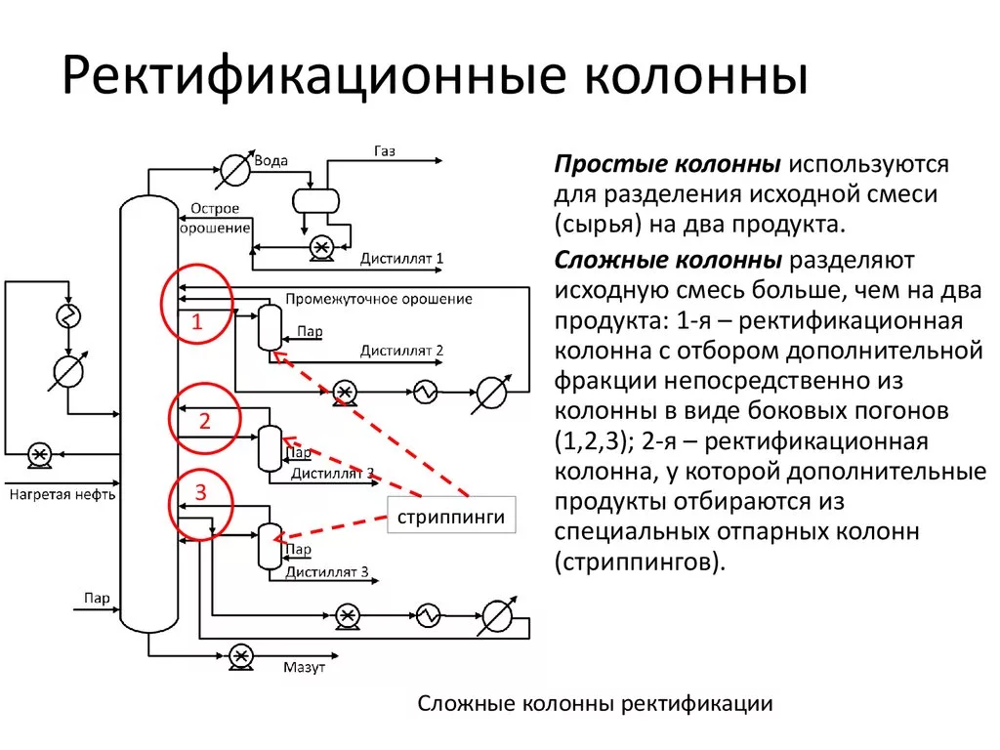 Ректификационные колонны
Вода
Газ
Острое
орошение
Дистиллят 1
Промежуточное орошение
1
Пар
Дистиллят 2
2
Пар
Дистиллят 3
Нагретая нефть
3
стриппинги
Пар
Дистиллят 3
Пар
Мазут
Простые колонны используются
для разделения исходной смеси
(сырья) на два продукта.
Сложные колонны разделяют
исходную смесь больше, чем на два
продукта: 1-я – ректификационная
колонна с отбором дополнительной
фракции непосредственно из
колонны в виде боковых погонов
(1,2,3); 2-я – ректификационная
колонна, у которой дополнительные
продукты отбираются из
специальных отпарных колонн
(стриппингов).
Сложные колонны ректификации